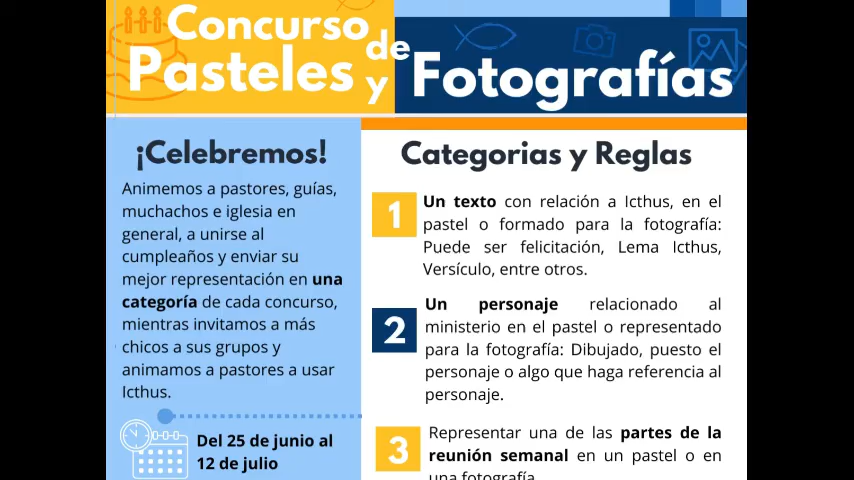 Concurso de
Pasteles y Fotografías
¡Celebremos!
Animemos a pastores, guías,
muchachos e iglesia en
general, a unirse al
cumpleaños y enviar su
mejor representación en una
categoría de cada concurso,
mientras invitamos a más
chicos a sus grupos y
animamos a pastores a usar
Icthus.
Del 25 de junio al
12 de julio
Categorias y Reglas
1
Un texto con relación a Icthus, en el
pastel o formado para la fotografía:
Puede ser felicitación, Lema Icthus,
Versículo, entre otros.
2
Un personaje relacionado al
ministerio en el pastel o representado
para la fotografía: Dibujado, puesto el
personaje o algo que haga referencia al
personaje.
3
Representar una de las partes de la
reunión semanal en un pastel o en
una fotografía